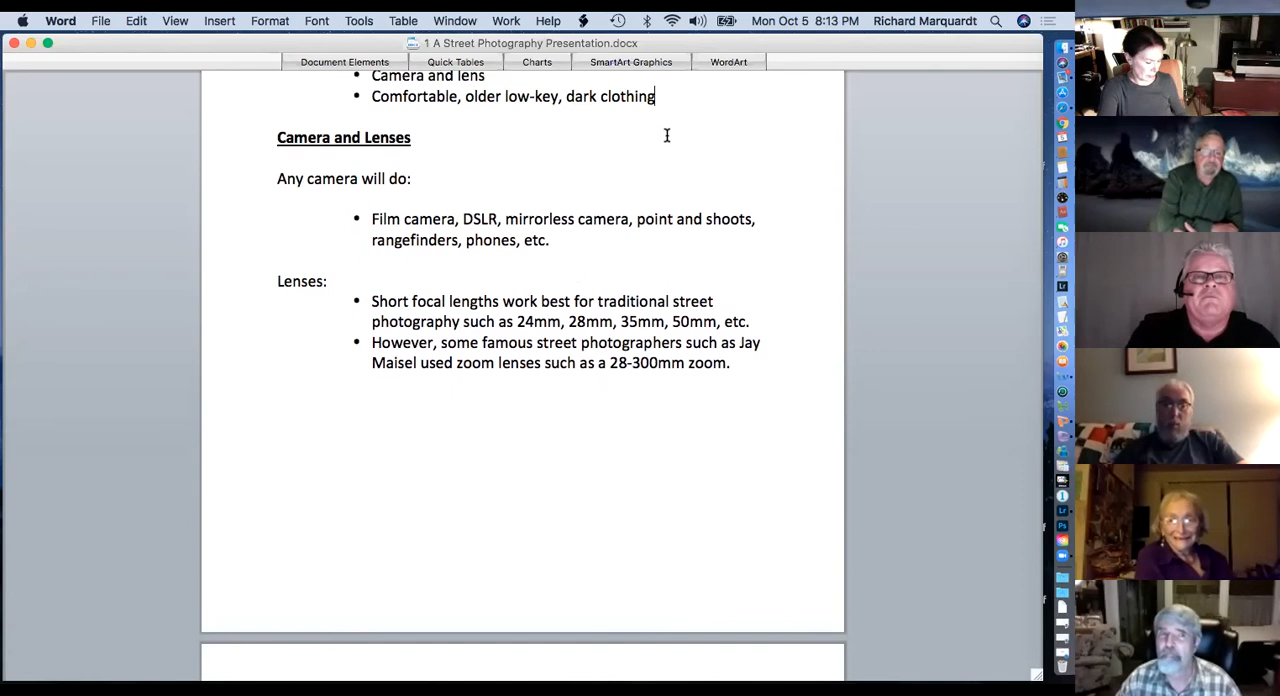 Word File Edit View Insert Format Font Tools Table Window Work Help Mon Oct 5 8:13 PM Richard Marquardt
1 A Street Photography Presentation.docx
Document Elements Quick Tables Charts SmartArt Graphics WordArt
• Camera and lens
• Comfortable, older low-key, dark clothing
Camera and Lenses
Any camera will do:
• Film camera, DSLR, mirrorless camera, point and shoots,
rangefinders, phones, etc.
Lenses:
• Short focal lengths work best for traditional street
photography such as 24mm, 28mm, 35mm, 50mm, etc.
• However, some famous street photographers such as Jay
Maisel used zoom lenses such as a 28-300mm zoom.
Lr
Lr
Ps